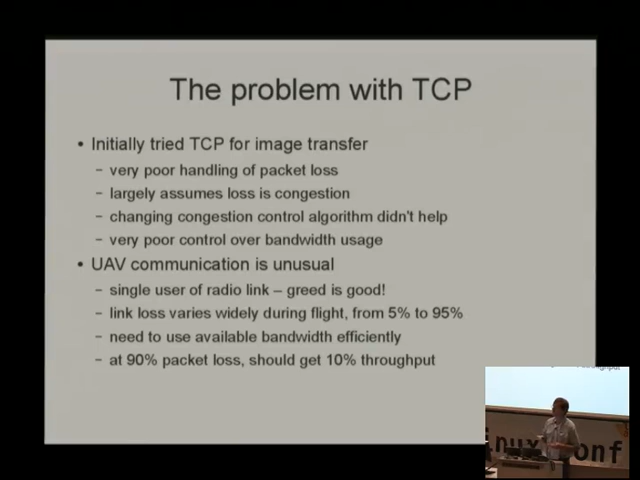 The problem with TCP
• Initially tried TCP for image transfer
– very poor handling of packet loss
– largely assumes loss is congestion
– changing congestion control algorithm didn't help
– very poor control over bandwidth usage
• UAV communication is unusual
– single user of radio link – greed is good!
– link loss varies widely during flight, from 5% to 95%
– need to use available bandwidth efficiently
– at 90% packet loss, should get 10% throughput